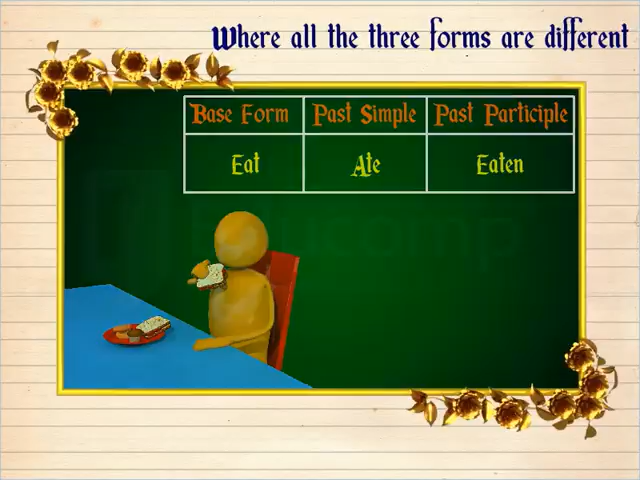 Where all the three forms are different
Base Form Past Simple Past Participle
Eat Ate Eaten